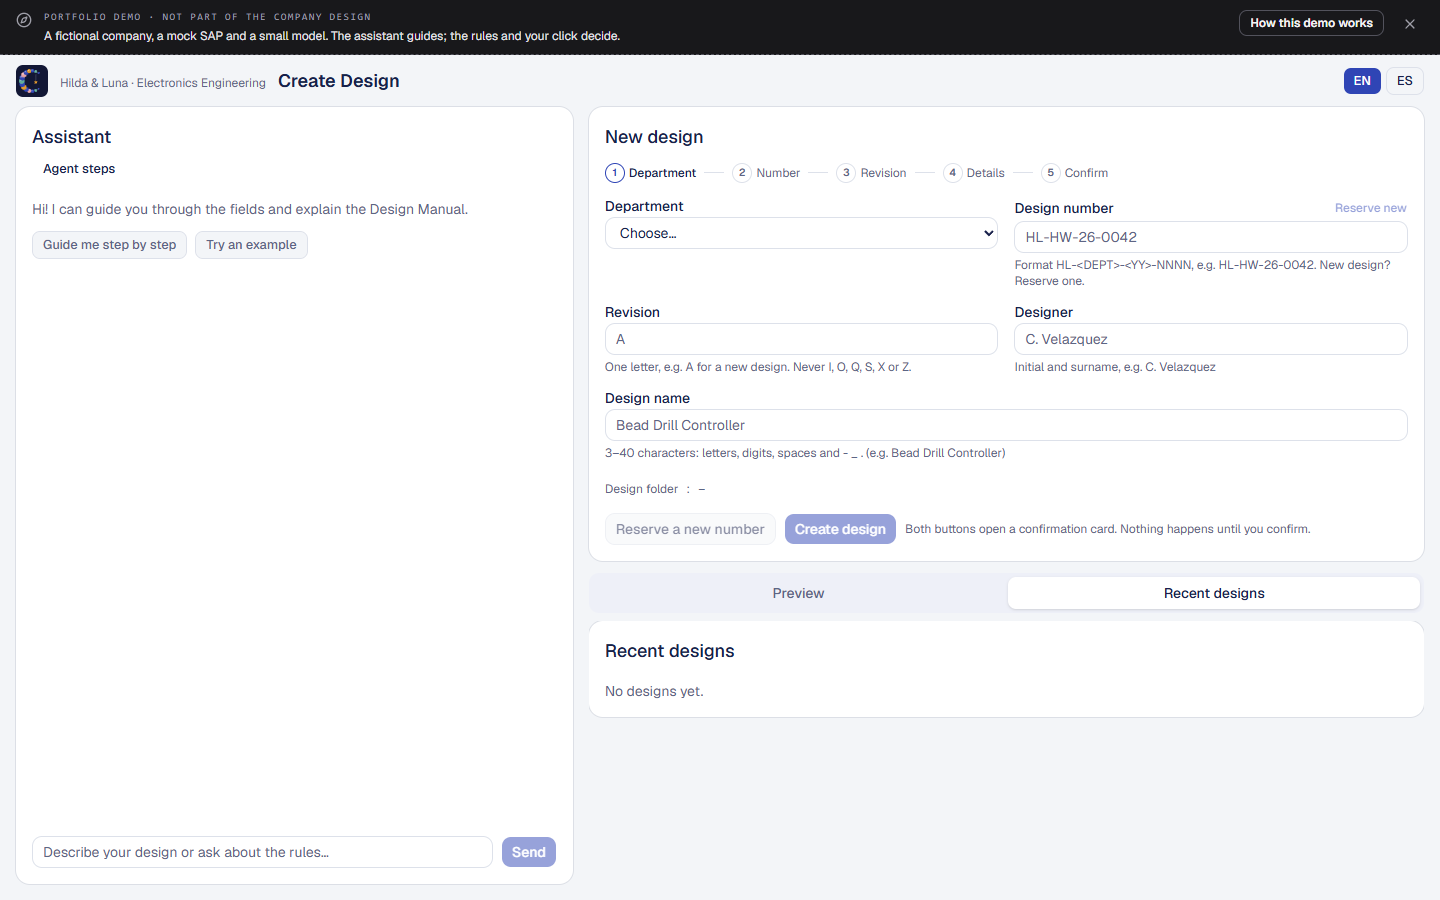 PORTFOLIO DEMO · NOT PART OF THE COMPANY DESIGN
A fictional company, a mock SAP and a small model. The assistant guides; the rules and your click decide.
How this demo works
Hilda & Luna · Electronics Engineering
Create Design
EN
ES
Assistant
Agent steps
Hi! I can guide you through the fields and explain the Design Manual.
Guide me step by step
Try an example
Describe your design or ask about the rules...
Send
New design
1 Department
2 Number
3 Revision
4 Details
5 Confirm
Department
Choose...
Design number
Reserve new
HL-HW-26-0042
Format HL-<DEPT>-<YY>-NNNN, e.g. HL-HW-26-0042. New design?
Reserve one.
Revision
A
One letter, e.g. A for a new design. Never I, O, Q, S, X or Z.
Designer
C. Velazquez
Initial and surname, e.g. C. Velazquez
Design name
Bead Drill Controller
3–40 characters: letters, digits, spaces and - _ . (e.g. Bead Drill Controller)
Design folder : –
Reserve a new number
Create design
Both buttons open a confirmation card. Nothing happens until you confirm.
Preview
Recent designs
Recent designs
No designs yet.